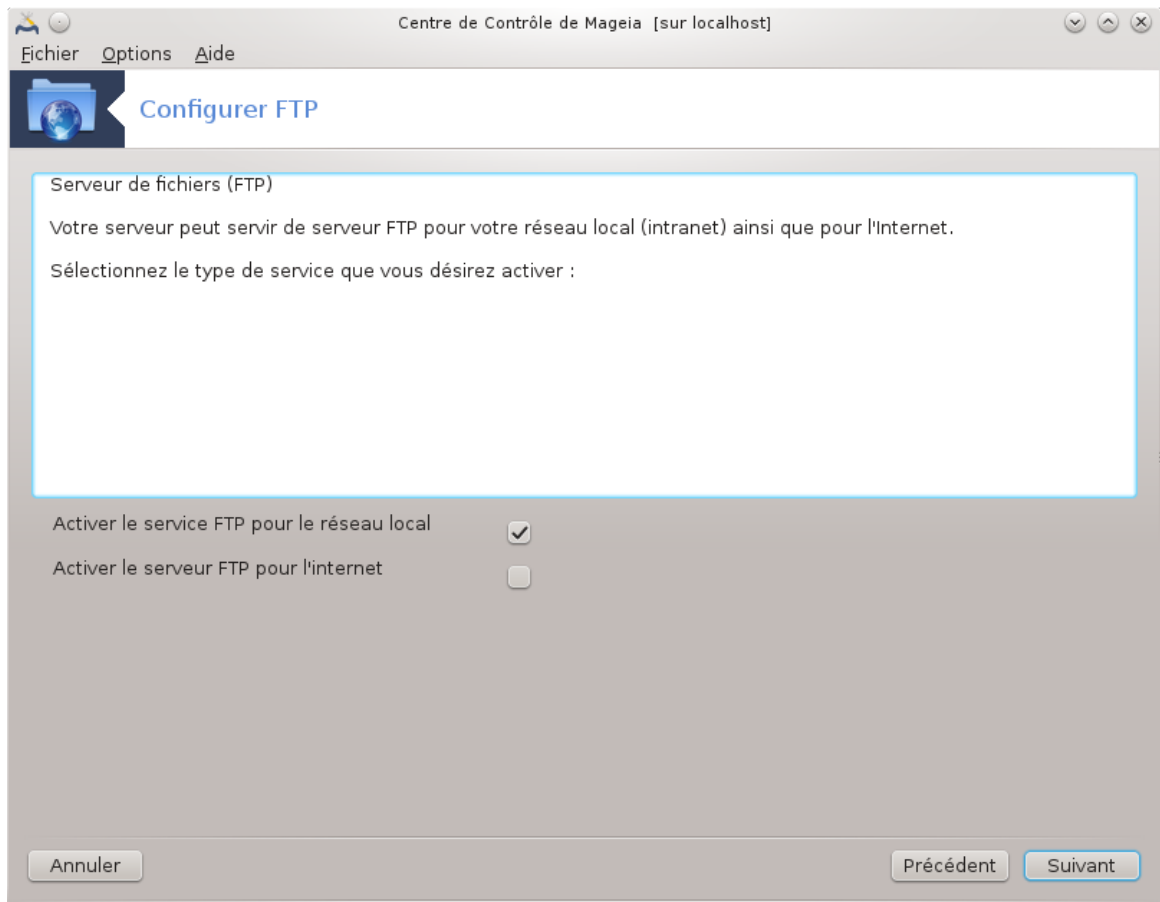 Centre de Contrôle de Mageia [sur localhost]
Fichier Options Aide
Configurer FTP
Serveur de fichiers (FTP)
Votre serveur peut servir de serveur FTP pour votre réseau local (intranet) ainsi que pour l'Internet.
Sélectionnez le type de service que vous désirez activer :
Activer le service FTP pour le réseau local
Activer le serveur FTP pour l'internet
Annuler Précédent Suivant